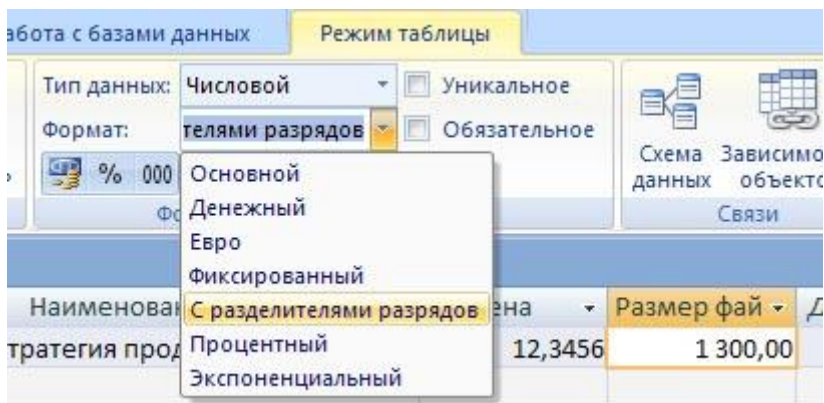 абота с базами данных Режим таблицы
Тип данных: Числовой Уникальное
Формат: телями разрядов Обязательное
% 000
Схема данных
Зависимо объекто
Фо
Связи
Основной
Денежный
Евро
Фиксированный
С разделителями разрядов
Процентный
Экспоненциальный
Наименован ена Размер фай Д
тратегия прод 12,3456 1 300,00